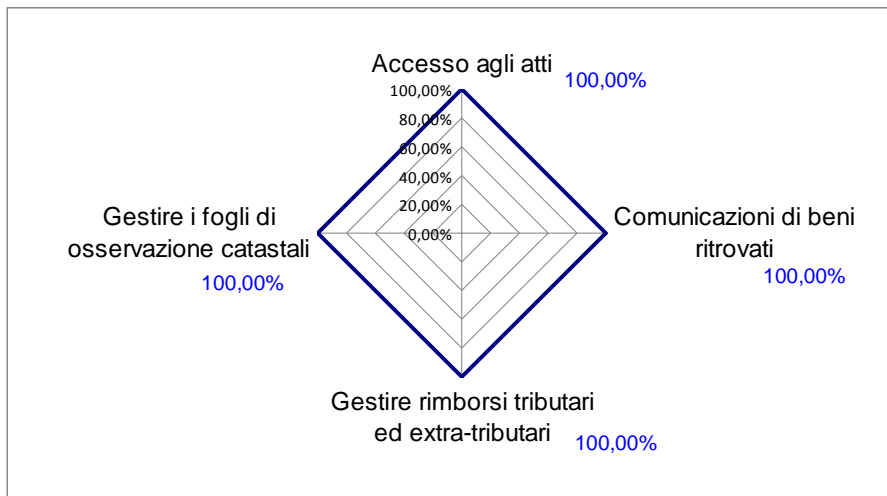 Accesso agli atti
100,00%
100,00%
80,00%
60,00%
40,00%
20,00%
0,00%
Gestire i fogli di
osservazione catastali
100,00%
Comunicazioni di beni
ritrovati
100,00%
Gestire rimborsi tributari
ed extra-tributari
100,00%